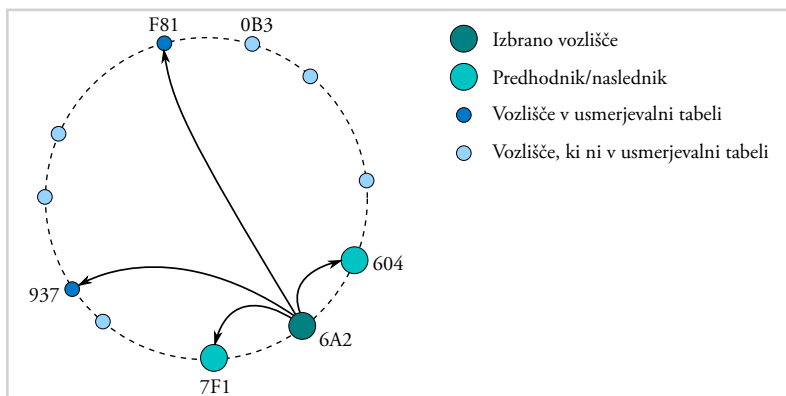 F81
0B3
937
604
6A2
7F1
Izbrano vozlišče
Predhodnik/naslednik
Vozlišče v usmerjevalni tabeli
Vozlišče, ki ni v usmerjevalni tabeli